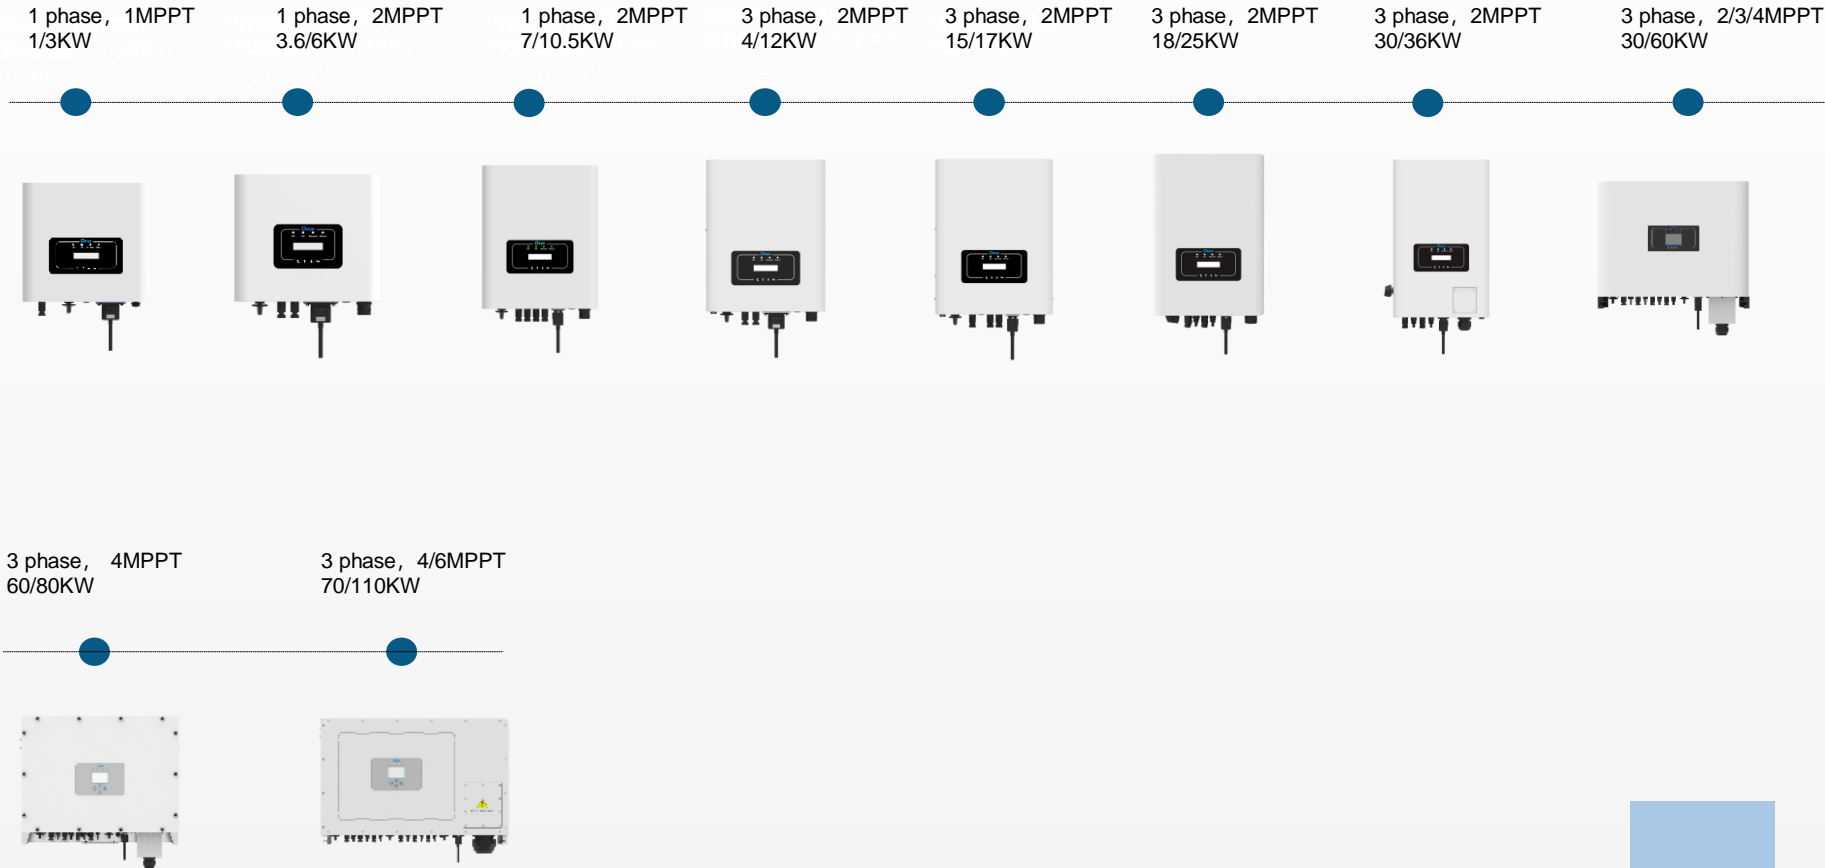 1 phase，1MPPT
1/3KW
1 phase，2MPPT
3.6/6KW
1 phase，2MPPT
7/10.5KW
3 phase，2MPPT
4/12KW
3 phase，2MPPT
15/17KW
3 phase，2MPPT
18/25KW
3 phase，2MPPT
30/36KW
3 phase，2/3/4MPPT
30/60KW
3 phase， 4MPPT
60/80KW
3 phase，4/6MPPT
70/110KW